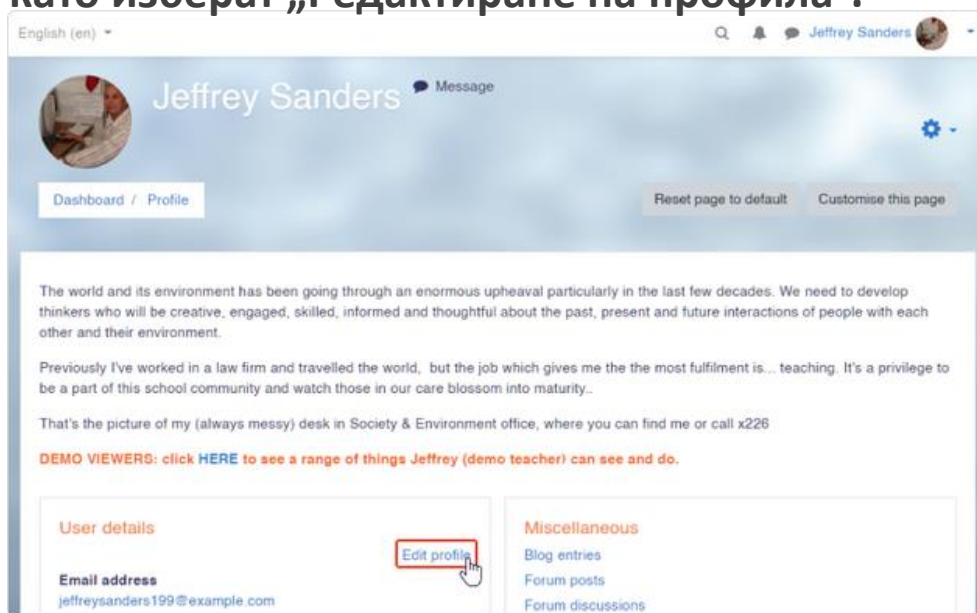 като изберат „Редактиране на профила“:
English (en)
Jeffrey Sanders
Jeffrey Sanders
Message
Dashboard / Profile
Reset page to default
Customise this page
The world and its environment has been going through an enormous upheaval particularly in the last few decades. We need to develop
thinkers who will be creative, engaged, skilled, informed and thoughtful about the past, present and future interactions of people with each
other and their environment.
Previously I've worked in a law firm and travelled the world, but the job which gives me the the most fulfilment is... teaching. It's a privilege to
be a part of this school community and watch those in our care blossom into maturity..
That's the picture of my (always messy) desk in Society & Environment office, where you can find me or call x226
DEMO VIEWERS: click HERE to see a range of things Jeffrey (demo teacher) can see and do.
User details
Edit profile
Email address
jeffreysanders199@example.com
Miscellaneous
Blog entries
Forum posts
Forum discussions